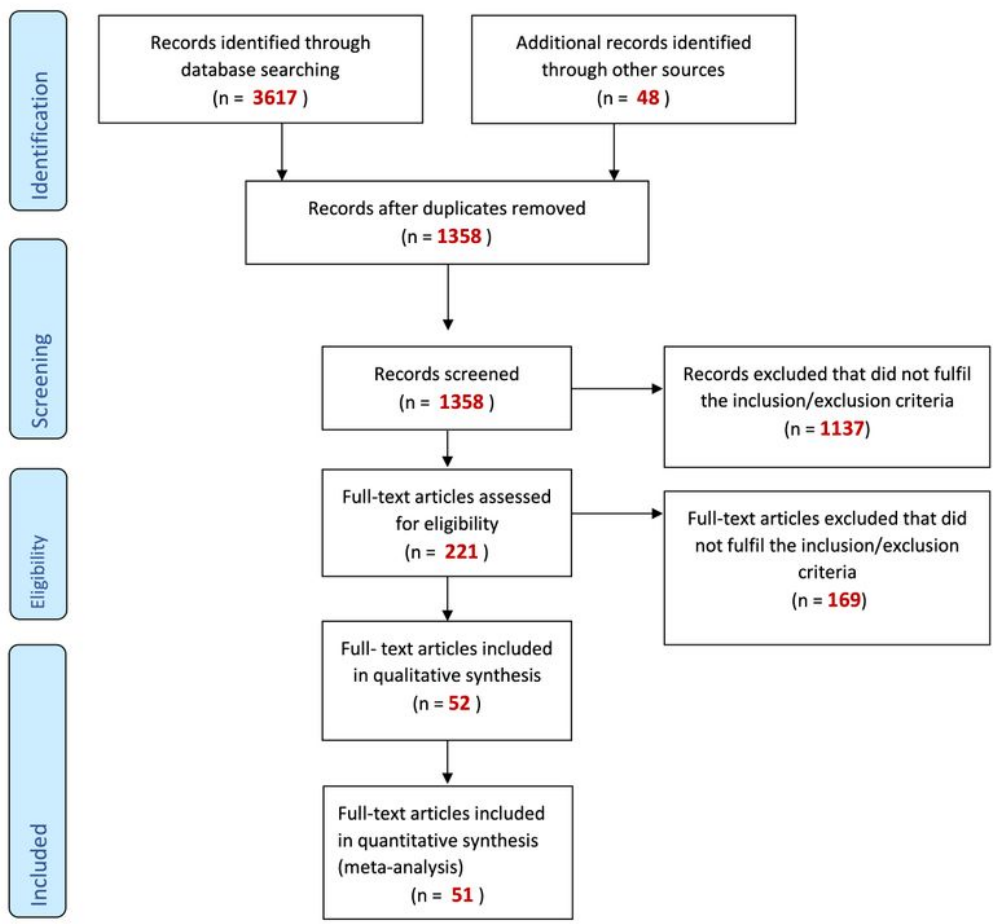 Identification
Records identified through
database searching
(n = 3617 )
Additional records identified
through other sources
(n = 48 )
Records after duplicates removed
(n = 1358 )
Screening
Records screened
(n = 1358 )
Records excluded that did not fulfil
the inclusion/exclusion criteria
(n = 1137)
Eligibility
Full-text articles assessed
for eligibility
(n = 221 )
Full-text articles excluded that did
not fulfil the inclusion/exclusion
criteria
(n = 169)
Included
Full- text articles included
in qualitative synthesis
(n = 52 )
Full-text articles included
in quantitative synthesis
(meta-analysis)
(n = 51 )